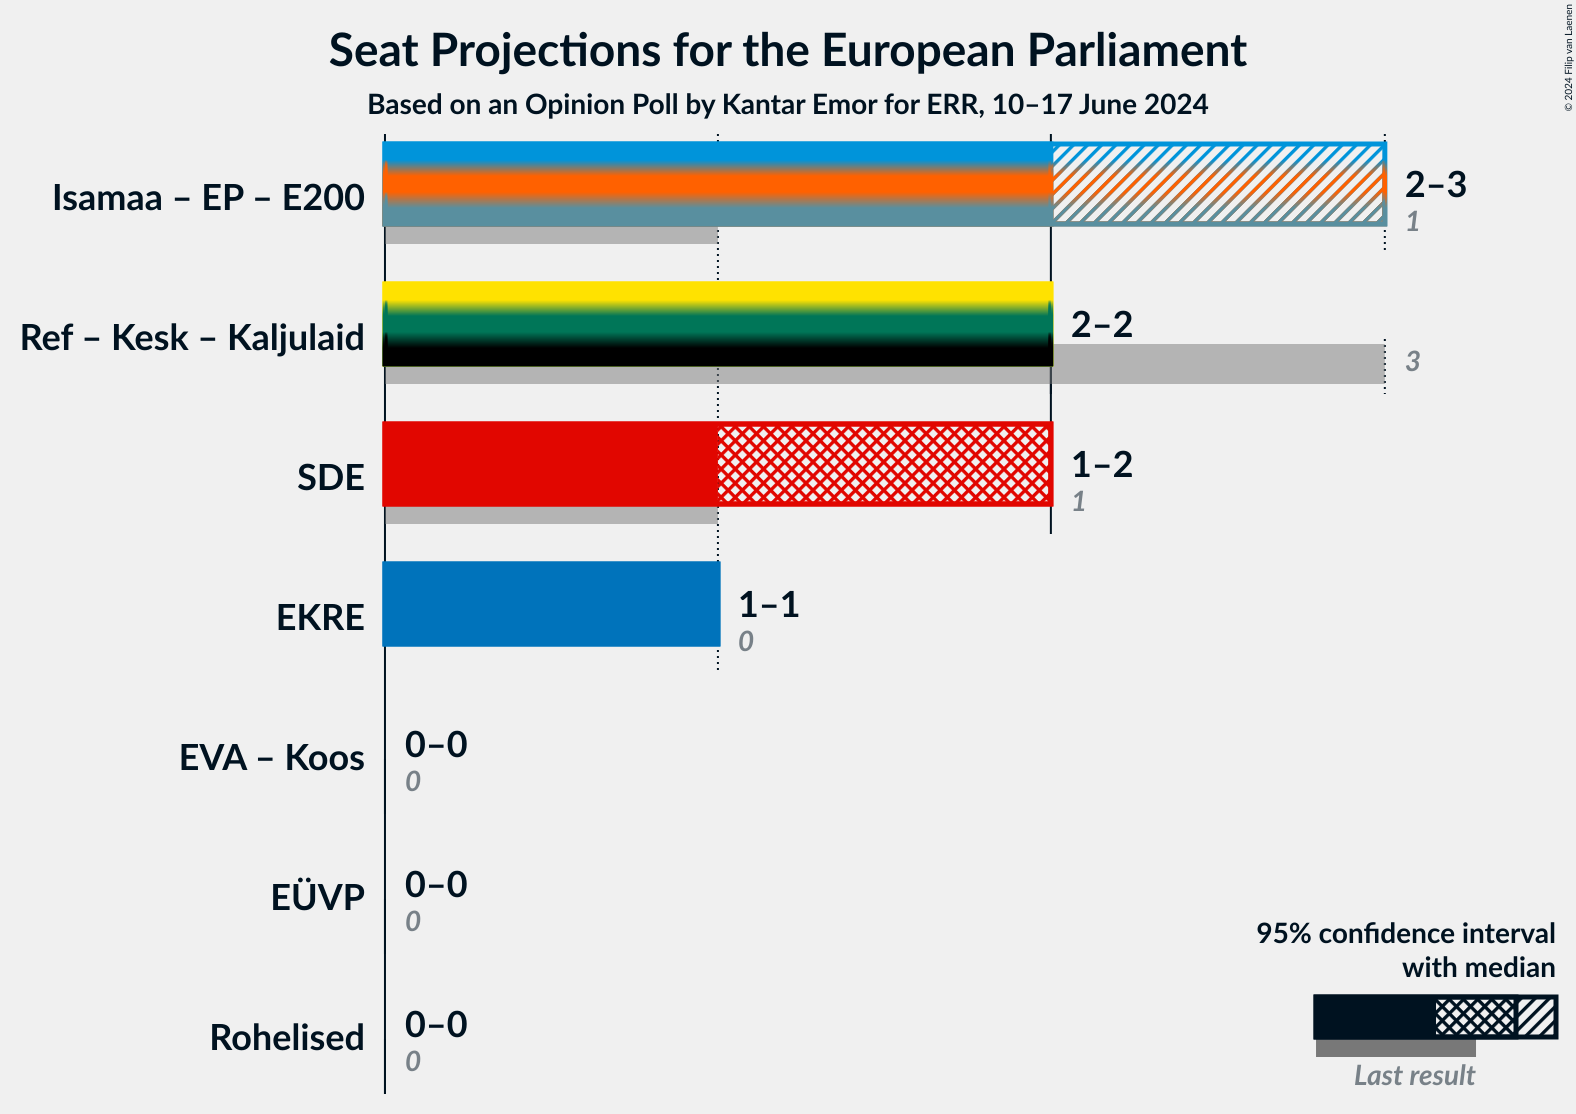 Seat Projections for the European Parliament
Based on an Opinion Poll by Kantar Emor for ERR, 10–17 June 2024
© 2024 Filip van Laenen
Isamaa – EP – E200
2–3
1
Ref – Kesk – Kaljulaid
2–2
3
SDE
1–2
1
EKRE
1–1
0
EVA – Koos
0–0
0
EÜVP
0–0
0
Rohelised
0–0
0
95% confidence interval
with median
Last result